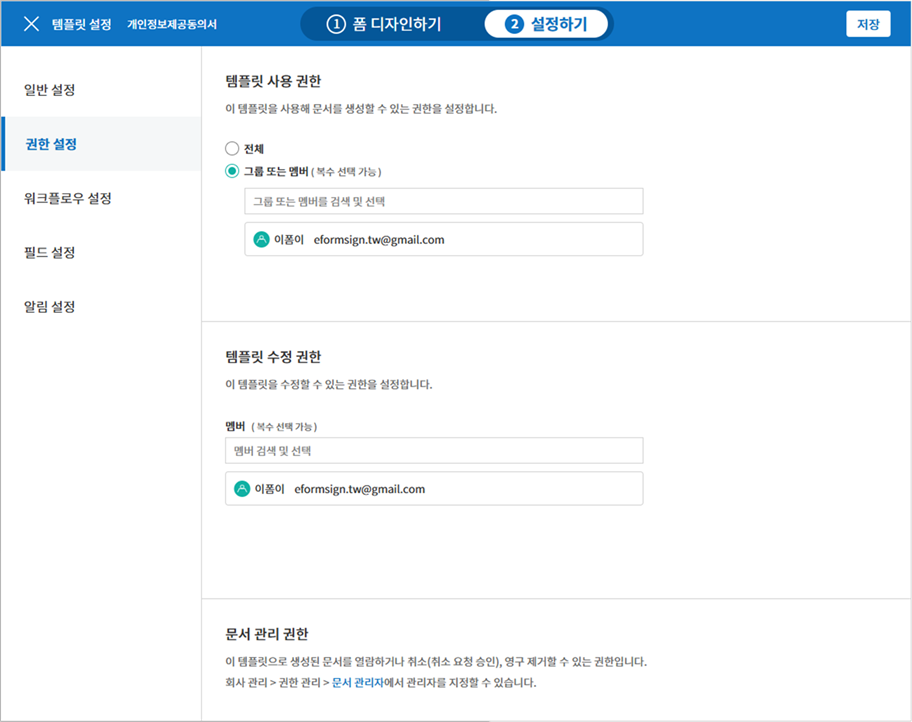 템플릿 설정 개인정보제공동의서 1 폼 디자인하기 2 설정하기 저장
일반 설정
권한 설정
워크플로우 설정
필드 설정
알림 설정
템플릿 사용 권한
이 템플릿을 사용해 문서를 생성할 수 있는 권한을 설정합니다.
전체
그룹 또는 멤버 ( 복수 선택 가능 )
그룹 또는 멤버를 검색 및 선택
이폼이 eformsign.tw@gmail.com
템플릿 수정 권한
이 템플릿을 수정할 수 있는 권한을 설정합니다.
멤버 ( 복수 선택 가능 )
멤버 검색 및 선택
이폼이 eformsign.tw@gmail.com
문서 관리 권한
이 템플릿으로 생성된 문서를 열람하거나 취소(취소 요청 승인), 영구 제거할 수 있는 권한입니다.
회사 관리 > 권한 관리 > 문서 관리자에서 관리자를 지정할 수 있습니다.